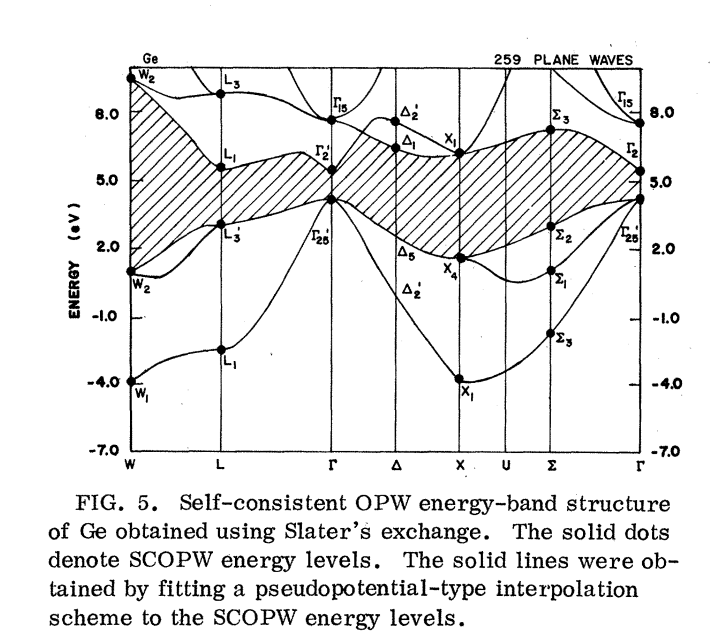 Ge
259 PLANE WAVES
W₂
L₃
Γ₁₅
Δ₂'
Δ₁
X₁
Σ₃
Γ₁₅
8.0
8.0
L₁
Γ₂'
Γ₂
5.0
5.0
L₃'
Γ₂₅'
Δ₅
X₄
Σ₂
Γ₂₅'
2.0
2.0
W₂
Δ₂'
Σ₁
ENERGY (eV)
-1.0
-1.0
L₁
Σ₃
-4.0
-4.0
W₁
X₁
-7.0
-7.0
W L Γ Δ X U Σ Γ
FIG. 5. Self-consistent OPW energy-band structure
of Ge obtained using Slater's exchange. The solid dots
denote SCOPW energy levels. The solid lines were ob-
tained by fitting a pseudopotential-type interpolation
scheme to the SCOPW energy levels.